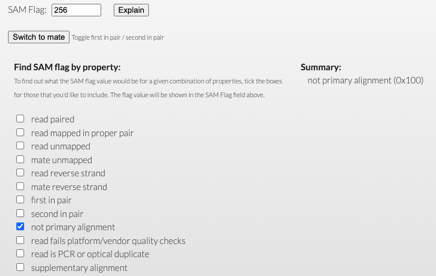 SAM Flag: 256 Explain
Switch to mate Toggle first in pair / second in pair
Find SAM flag by property:
To find out what the SAM flag value would be for a given combination of properties, tick the boxes
for those that you'd like to include. The flag value will be shown in the SAM Flag field above.
read paired
read mapped in proper pair
read unmapped
mate unmapped
read reverse strand
mate reverse strand
first in pair
second in pair
not primary alignment
read fails platform/vendor quality checks
read is PCR or optical duplicate
supplementary alignment
Summary:
not primary alignment (0x100)